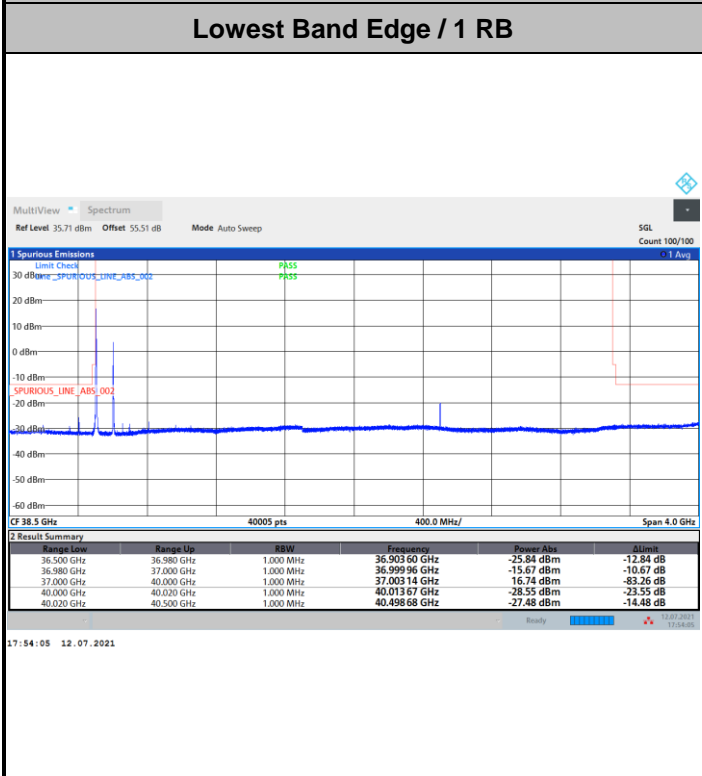 Lowest Band Edge / 1 RB
MultiView Spectrum
Ref Level 35.71 dBm Offset 55.51 dB Mode Auto Sweep SGL
Count 100/100
1 Spurious Emissions 1 Avg
Limit Check PASS
30 dBm Line _SPURIOUS_LINE_ABS_002 PASS
20 dBm
10 dBm
0 dBm
-10 dBm
_SPURIOUS_LINE_ABS_002
-20 dBm
-30 dBm
-40 dBm
-50 dBm
-60 dBm
CF 38.5 GHz 40005 pts 400.0 MHz/ Span 4.0 GHz
2 Result Summary
Range Low Range Up RBW Frequency Power Abs ΔLimit
36.500 GHz 36.980 GHz 1.000 MHz 36.903 60 GHz -25.84 dBm -12.84 dB
36.980 GHz 37.000 GHz 1.000 MHz 36.999 96 GHz -15.67 dBm -10.67 dB
37.000 GHz 40.000 GHz 1.000 MHz 37.003 14 GHz 16.74 dBm -83.26 dB
40.000 GHz 40.020 GHz 1.000 MHz 40.013 67 GHz -28.55 dBm -23.55 dB
40.020 GHz 40.500 GHz 1.000 MHz 40.498 68 GHz -27.48 dBm -14.48 dB
Ready 12.07.2021
17:54:05
17:54:05 12.07.2021